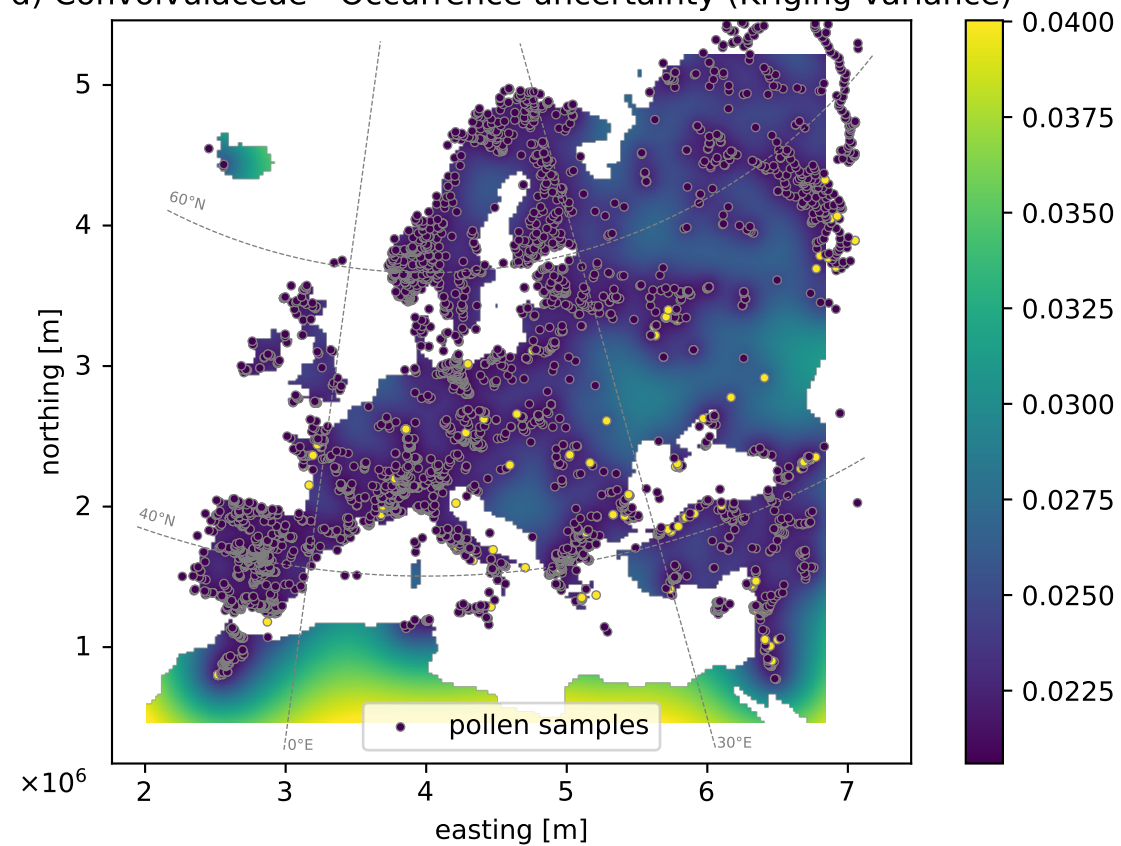 d) Convolvulaceae - Occurrence uncertainty (Kriging variance)
0.0400
0.0375
0.0350
0.0325
0.0300
0.0275
0.0250
0.0225
5
4
3
2
1
northing [m]
60°N
40°N
0°E
30°E
pollen samples
×10⁶
2 3 4 5 6 7
easting [m]